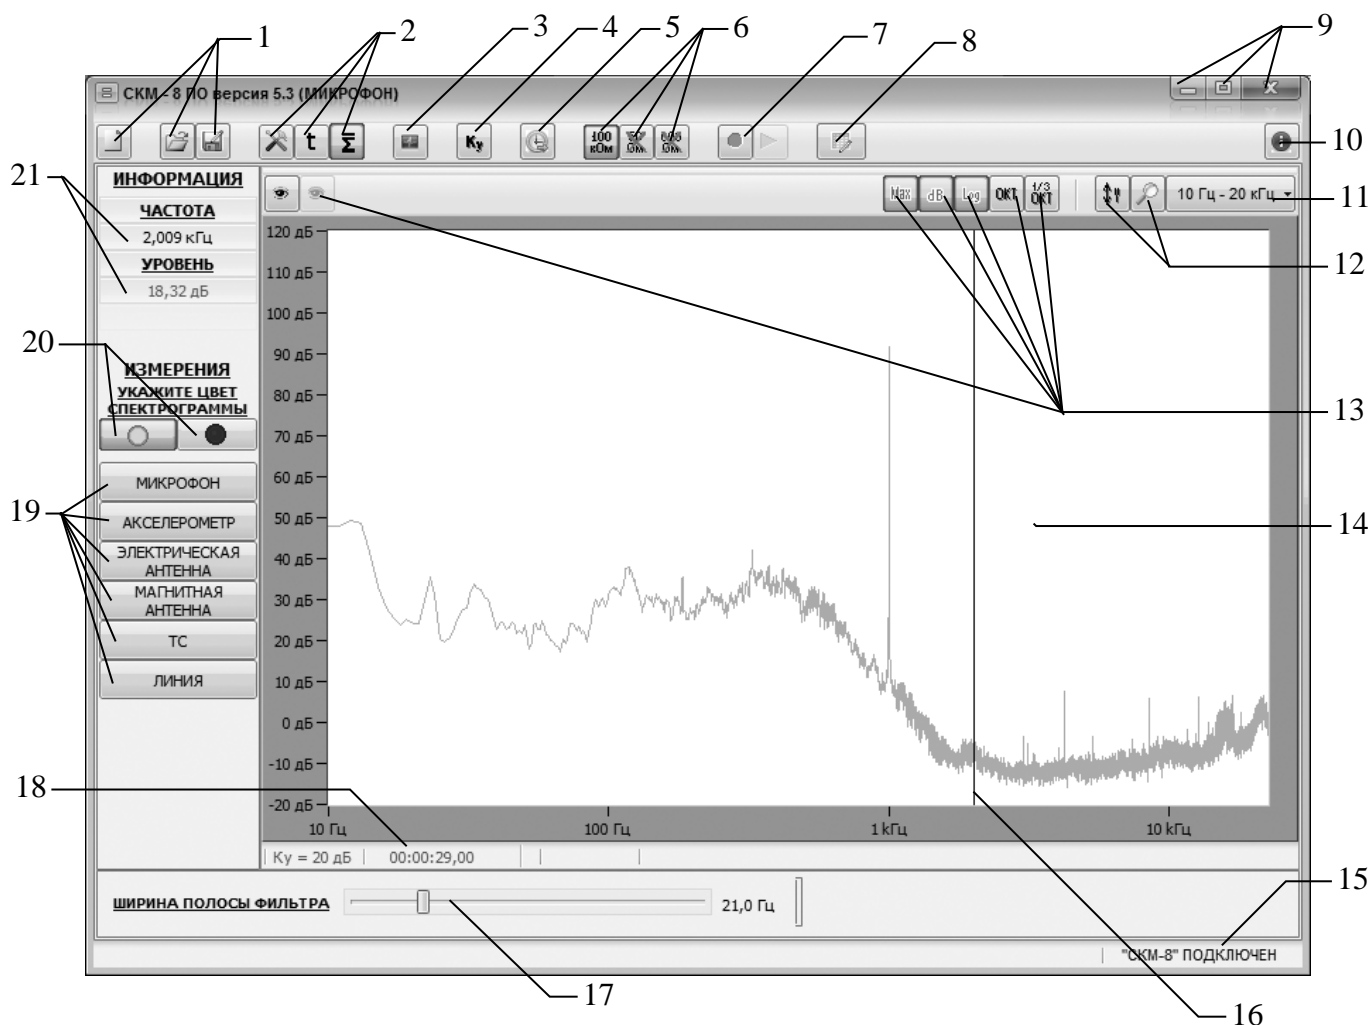 1 2 3 4 5 6 7 8 9
СКМ - 8 ПО версия 5.3 (МИКРОФОН)
t Σ Ку 100 кОм
10
21
ИНФОРМАЦИЯ
ЧАСТОТА
2,009 кГц
УРОВЕНЬ
18,32 дБ
Max dB Log ОКТ 1/3 ОКТ
10 Гц - 20 кГц
11
12
20
ИЗМЕРЕНИЯ
УКАЖИТЕ ЦВЕТ
СПЕКТРОГРАММЫ
13
19
МИКРОФОН
АКСЕЛЕРОМЕТР
ЭЛЕКТРИЧЕСКАЯ
АНТЕННА
МАГНИТНАЯ
АНТЕННА
ТС
ЛИНИЯ
14
120 дБ
110 дБ
100 дБ
90 дБ
80 дБ
70 дБ
60 дБ
50 дБ
40 дБ
30 дБ
20 дБ
10 дБ
0 дБ
-10 дБ
-20 дБ
10 Гц 100 Гц 1 кГц 10 кГц
18
Ку = 20 дБ 00:00:29,00
15
ШИРИНА ПОЛОСЫ ФИЛЬТРА 21,0 Гц
"СКМ-8" ПОДКЛЮЧЕН
17
16